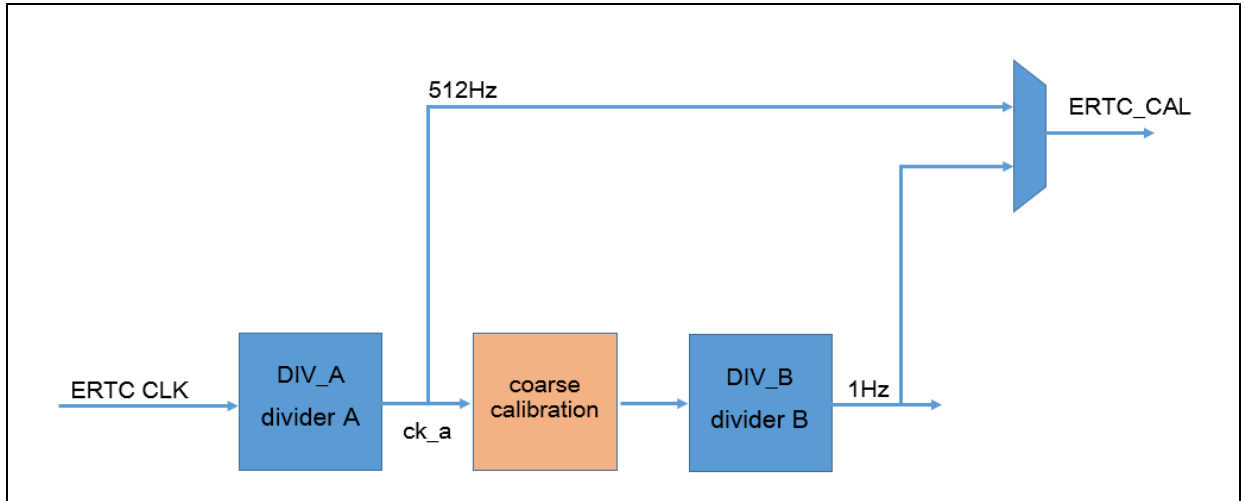 512Hz
ERTC_CAL
ERTC CLK
DIV_A
divider A
ck_a
coarse
calibration
DIV_B
divider B
1Hz